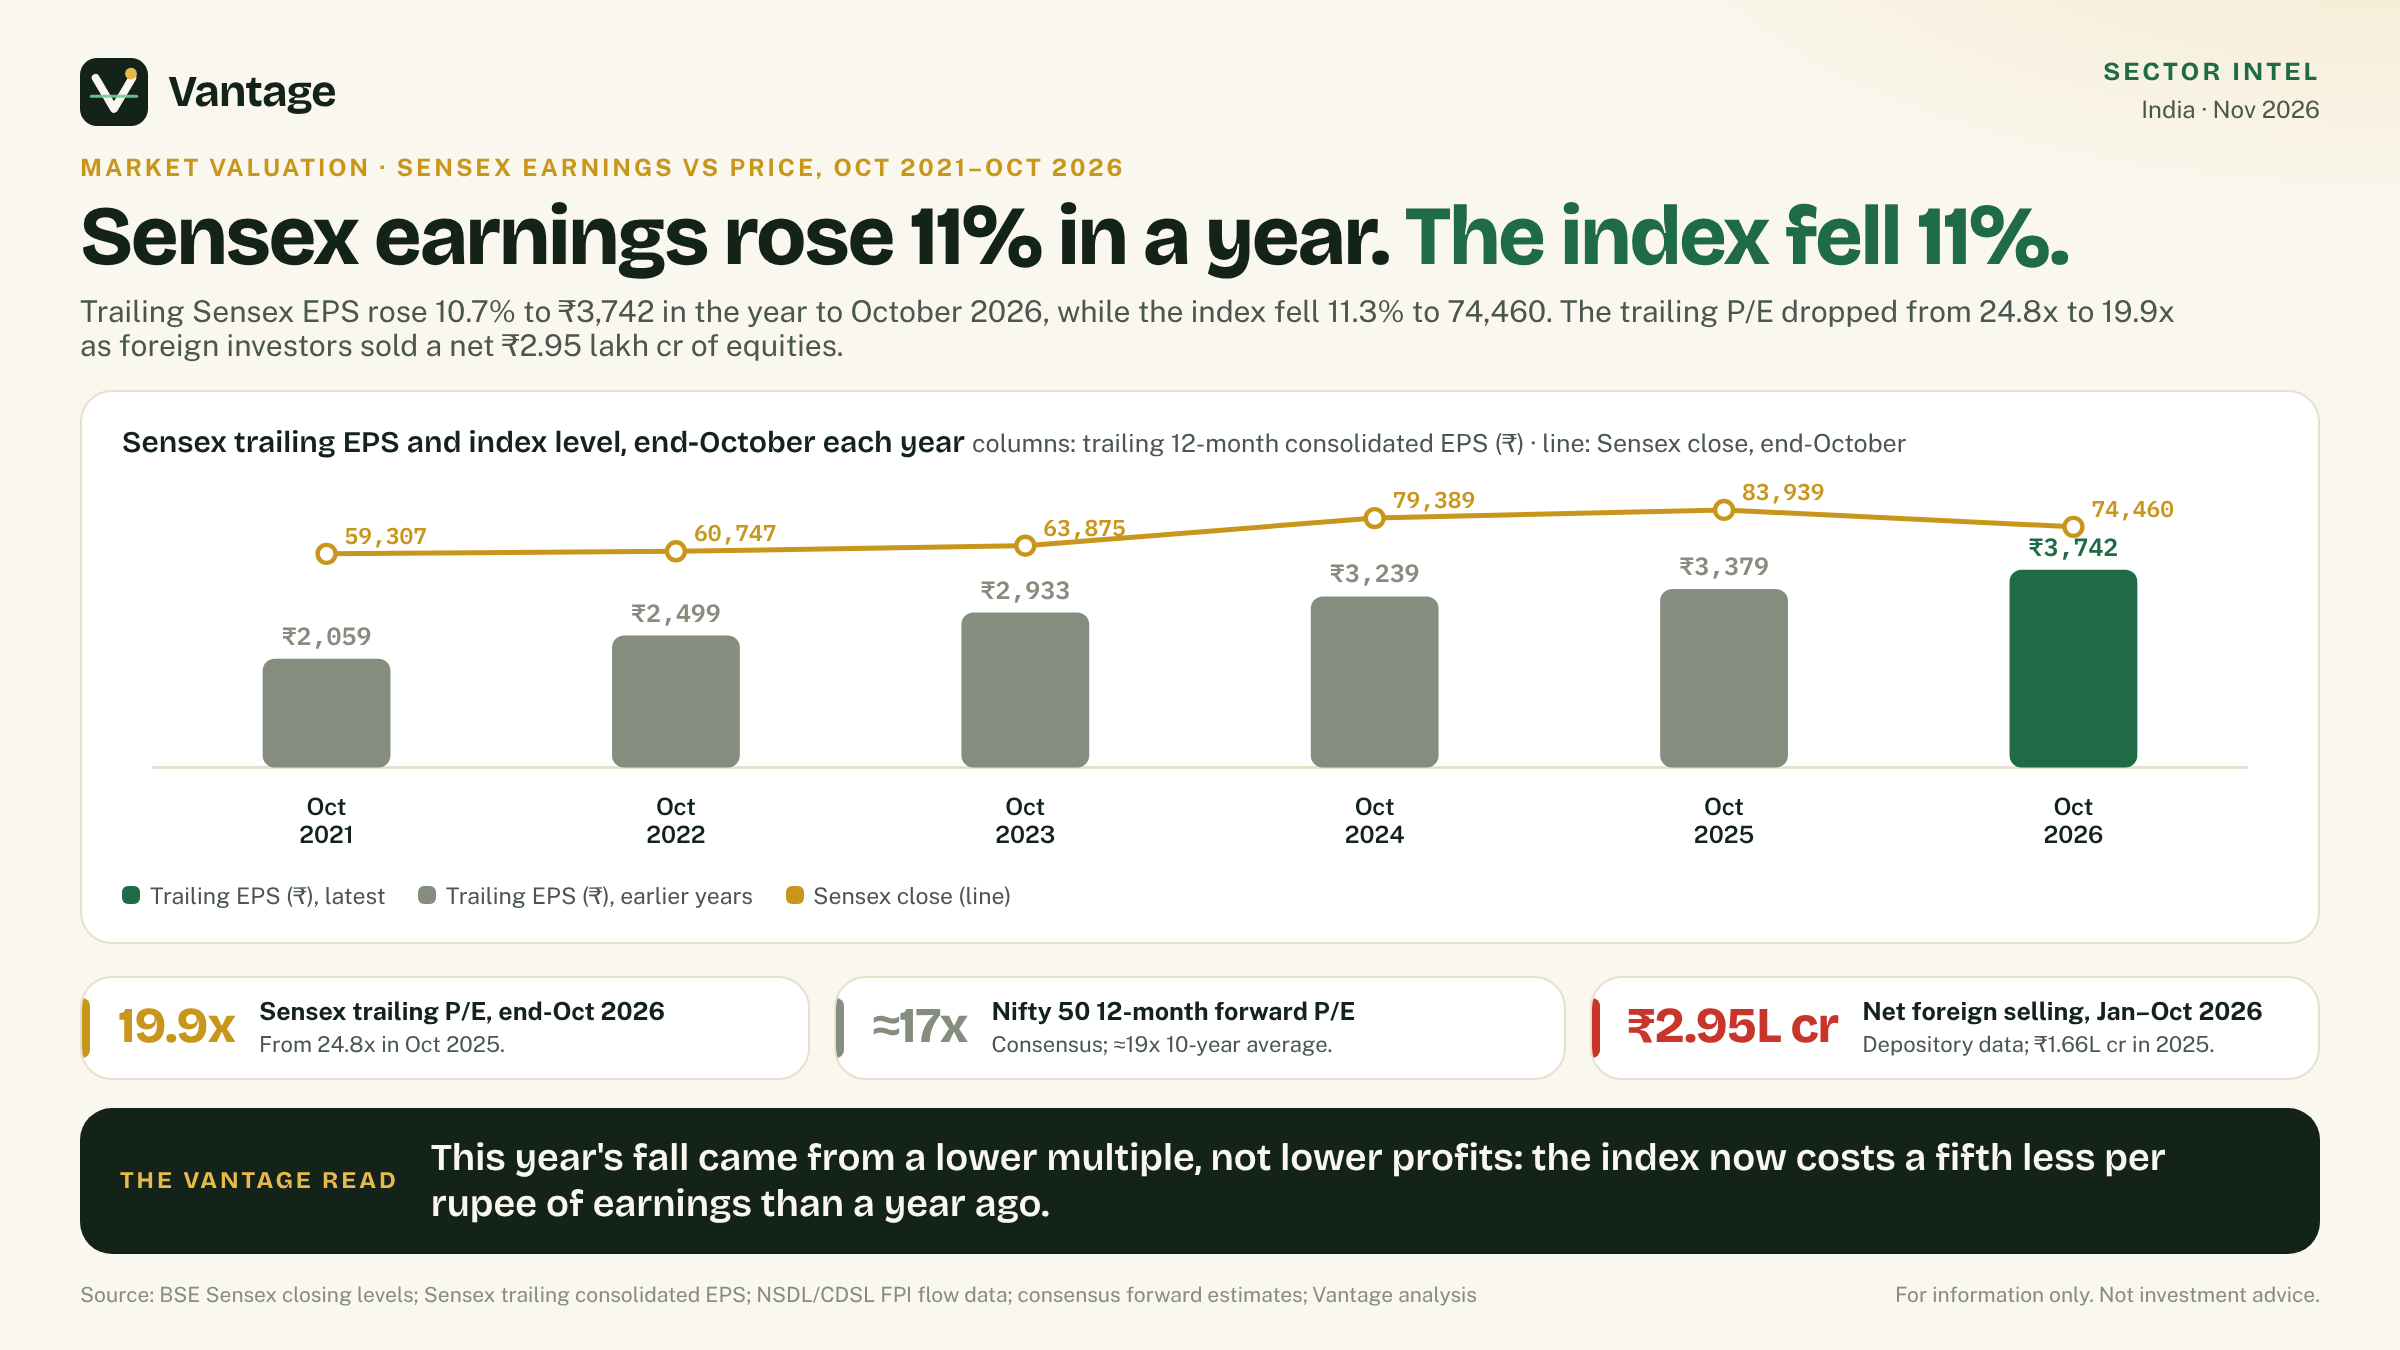 Vantage
SECTOR INTEL
India · Nov 2026
MARKET VALUATION · SENSEX EARNINGS VS PRICE, OCT 2021–OCT 2026
Sensex earnings rose 11% in a year. The index fell 11%.
Trailing Sensex EPS rose 10.7% to ₹3,742 in the year to October 2026, while the index fell 11.3% to 74,460. The trailing P/E dropped from 24.8x to 19.9x
as foreign investors sold a net ₹2.95 lakh cr of equities.
Sensex trailing EPS and index level, end-October each year columns: trailing 12-month consolidated EPS (₹) · line: Sensex close, end-October
59,307
60,747
63,875
79,389
83,939
74,460
₹2,059
₹2,499
₹2,933
₹3,239
₹3,379
₹3,742
Oct
2021
Oct
2022
Oct
2023
Oct
2024
Oct
2025
Oct
2026
Trailing EPS (₹), latest
Trailing EPS (₹), earlier years
Sensex close (line)
19.9x
Sensex trailing P/E, end-Oct 2026
From 24.8x in Oct 2025.
≈17x
Nifty 50 12-month forward P/E
Consensus; ≈19x 10-year average.
₹2.95L cr
Net foreign selling, Jan–Oct 2026
Depository data; ₹1.66L cr in 2025.
THE VANTAGE READ
This year's fall came from a lower multiple, not lower profits: the index now costs a fifth less per
rupee of earnings than a year ago.
Source: BSE Sensex closing levels; Sensex trailing consolidated EPS; NSDL/CDSL FPI flow data; consensus forward estimates; Vantage analysis
For information only. Not investment advice.